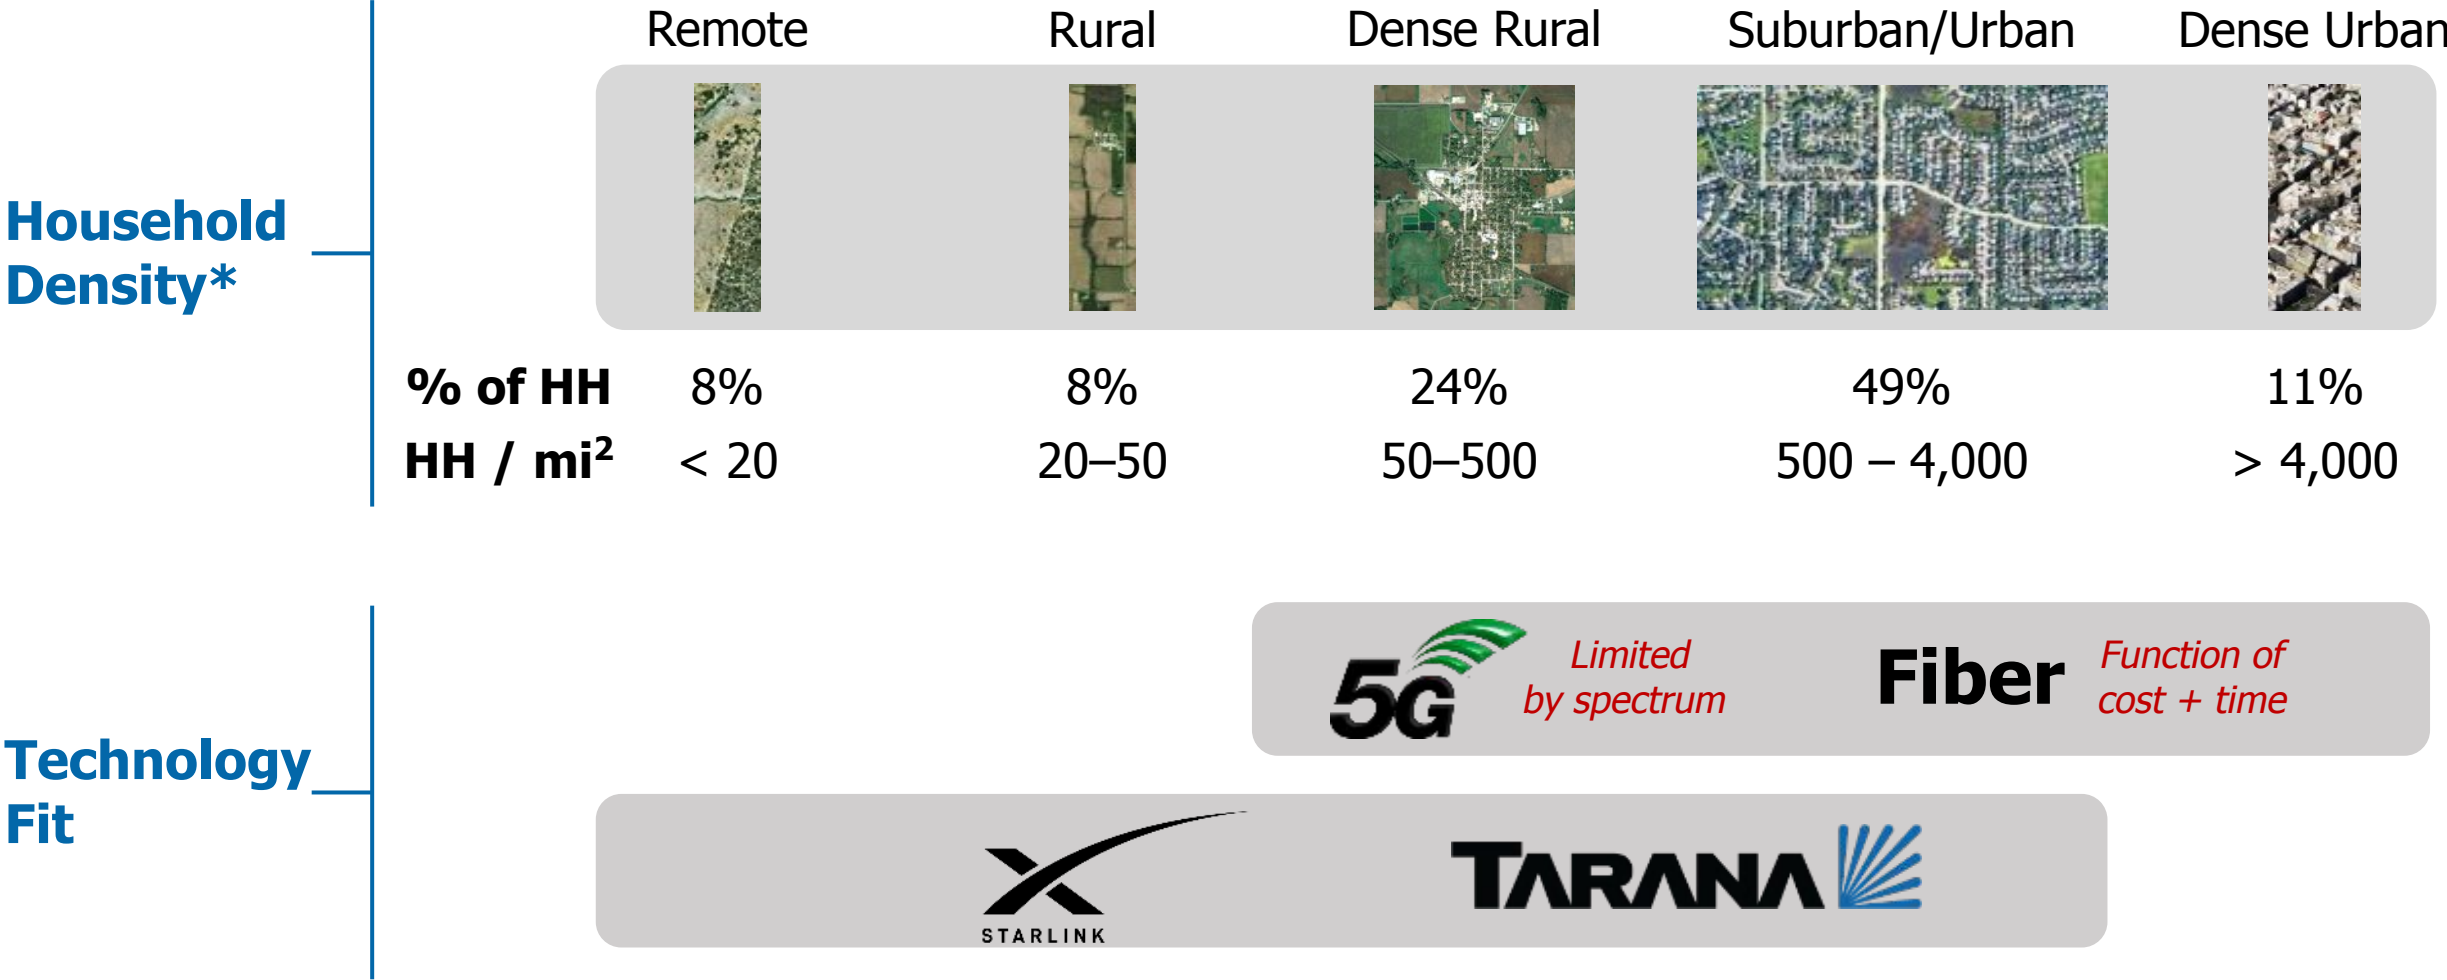 Remote Rural Dense Rural Suburban/Urban Dense Urban
Household
Density*
% of HH 8% 8% 24% 49% 11%
HH / mi² < 20 20–50 50–500 500 – 4,000 > 4,000
Technology
Fit
5G Limited
by spectrum
Fiber Function of
cost + time
STARLINK
TARANA